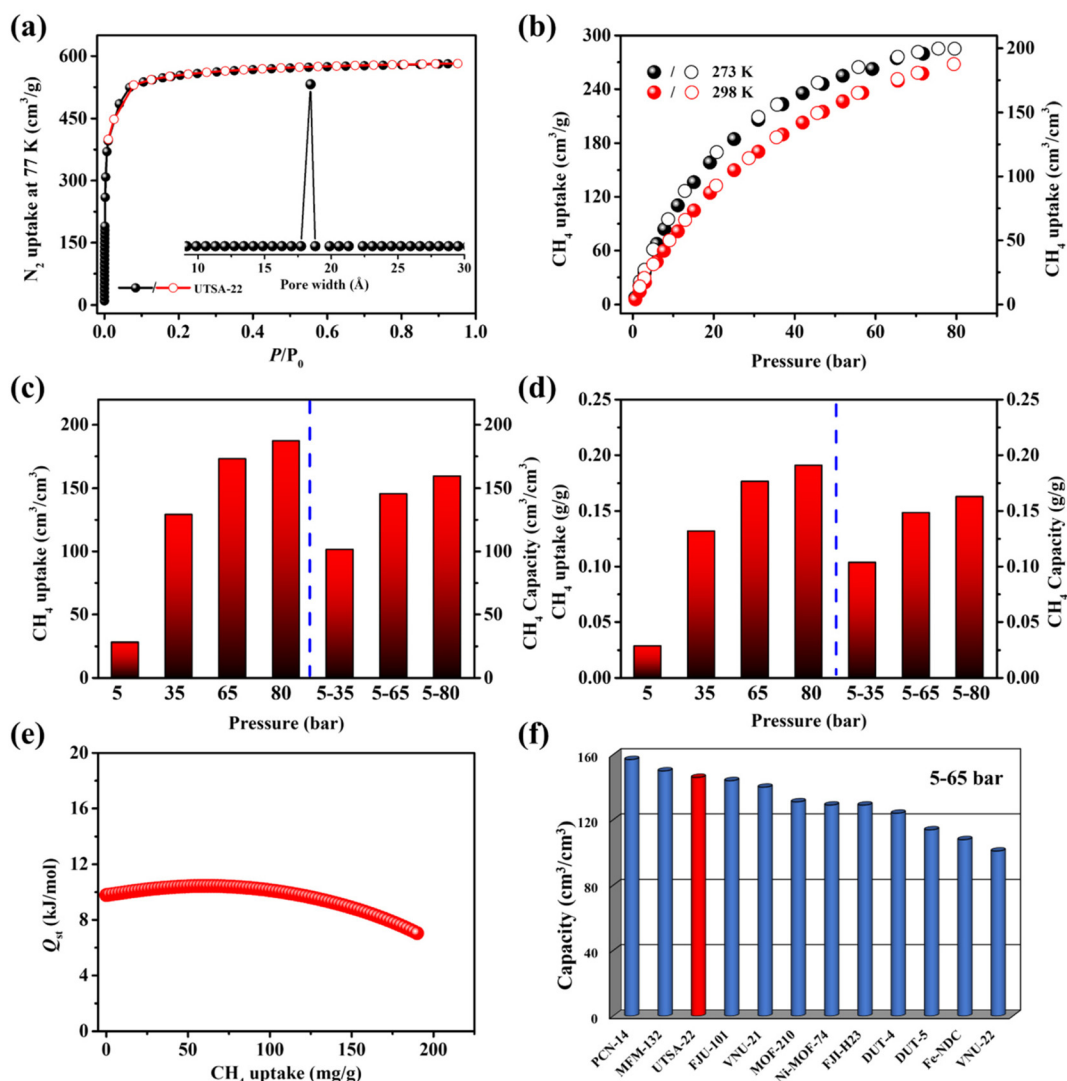 (a)
N2 uptake at 77 K (cm3/g)
600
450
300
150
0
10 15 20 25 30
Pore width (Å)
UTSA-22
0.0 0.2 0.4 0.6 0.8 1.0
P/P0
(b)
CH4 uptake (cm3/g)
300
240
180
120
60
0
/ 273 K
/ 298 K
200
150
100
50
0
CH4 uptake (cm3/cm3)
0 20 40 60 80
Pressure (bar)
(c)
CH4 uptake (cm3/cm3)
200
150
100
50
0
200
150
100
50
0
CH4 Capacity (cm3/cm3)
5 35 65 80 5-35 5-65 5-80
Pressure (bar)
(d)
CH4 uptake (g/g)
0.25
0.20
0.15
0.10
0.05
0.00
0.25
0.20
0.15
0.10
0.05
0.00
CH4 Capacity (g/g)
5 35 65 80 5-35 5-65 5-80
Pressure (bar)
(e)
Qst (kJ/mol)
20
16
12
8
4
0
0 50 100 150 200
CH4 uptake (mg/g)
(f)
Capacity (cm3/cm3)
160
120
80
40
0
5-65 bar
PCN-14
MFM-132
UTSA-22
FJU-101
VNU-21
MOF-210
Ni-MOF-74
FJI-H23
DUT-4
DUT-5
Fe-NDC
VNU-22